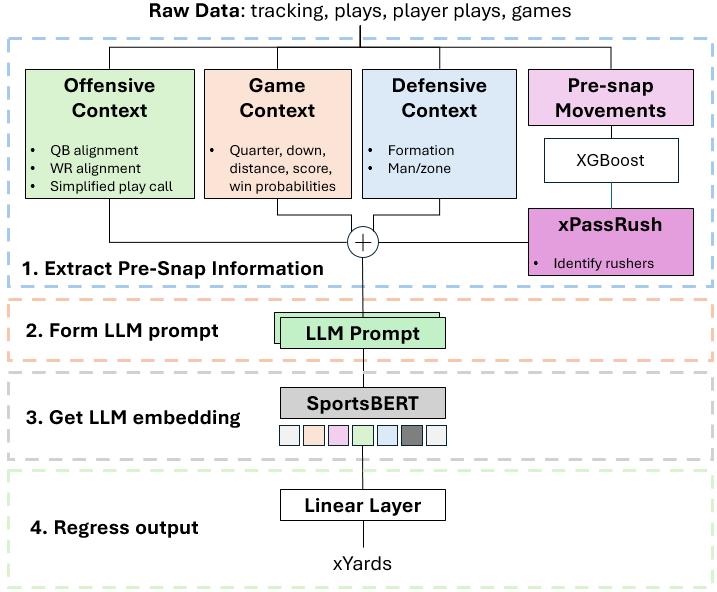 Raw Data: tracking, plays, player plays, games
Offensive
Context
• QB alignment
• WR alignment
• Simplified play call
Game
Context
• Quarter, down,
distance, score,
win probabilities
Defensive
Context
• Formation
• Man/zone
Pre-snap
Movements
XGBoost
xPassRush
• Identify rushers
+
1. Extract Pre-Snap Information
2. Form LLM prompt
LLM Prompt
3. Get LLM embedding
SportsBERT
4. Regress output
Linear Layer
xYards